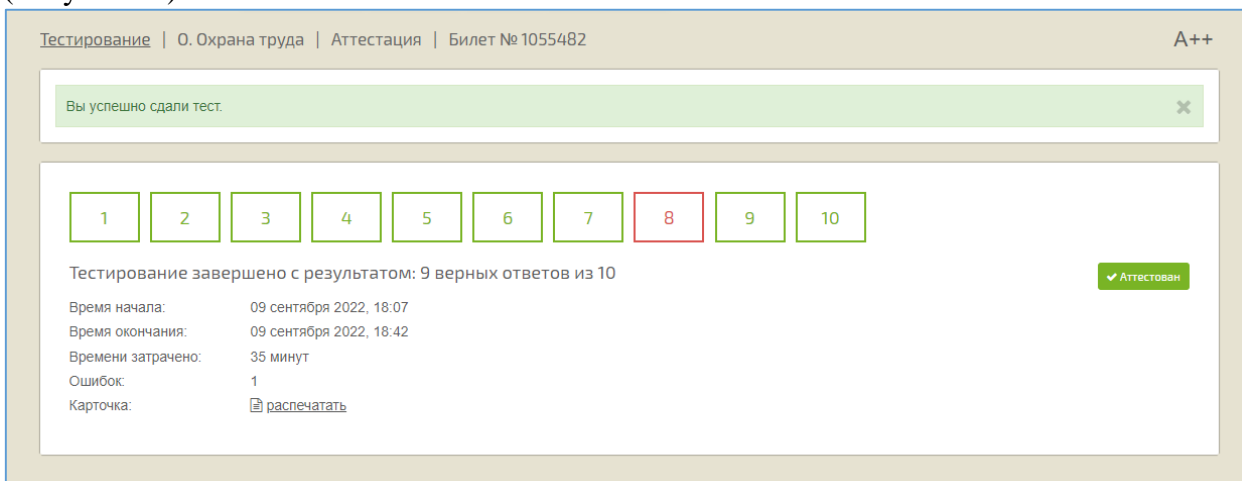 Тестирование | О. Охрана труда | Аттестация | Билет № 1055482 A++
Вы успешно сдали тест. ×
1 2 3 4 5 6 7 8 9 10
Тестирование завершено с результатом: 9 верных ответов из 10
✔ Аттестован
Время начала: 09 сентября 2022, 18:07
Время окончания: 09 сентября 2022, 18:42
Времени затрачено: 35 минут
Ошибок: 1
Карточка: распечатать